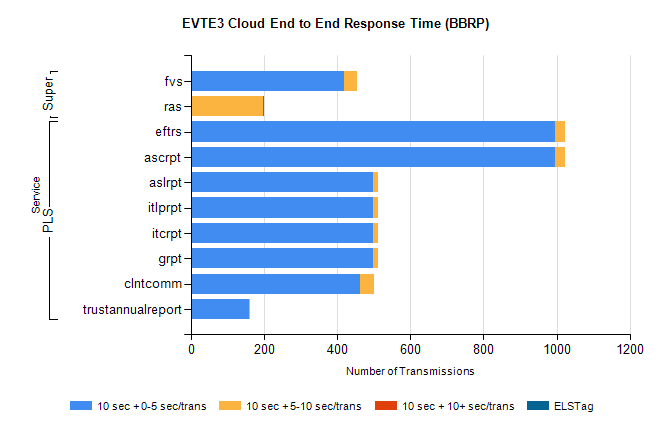 EVTE3 Cloud End to End Response Time (BBRP)
Service
Super
PLS
fvs
ras
eftrs
ascrpt
aslrpt
itlprpt
itcrpt
grpt
clntcomm
trustannualreport
0 200 400 600 800 1000 1200
Number of Transmissions
10 sec +0-5 sec/trans 10 sec +5-10 sec/trans 10 sec + 10+ sec/trans ELSTag